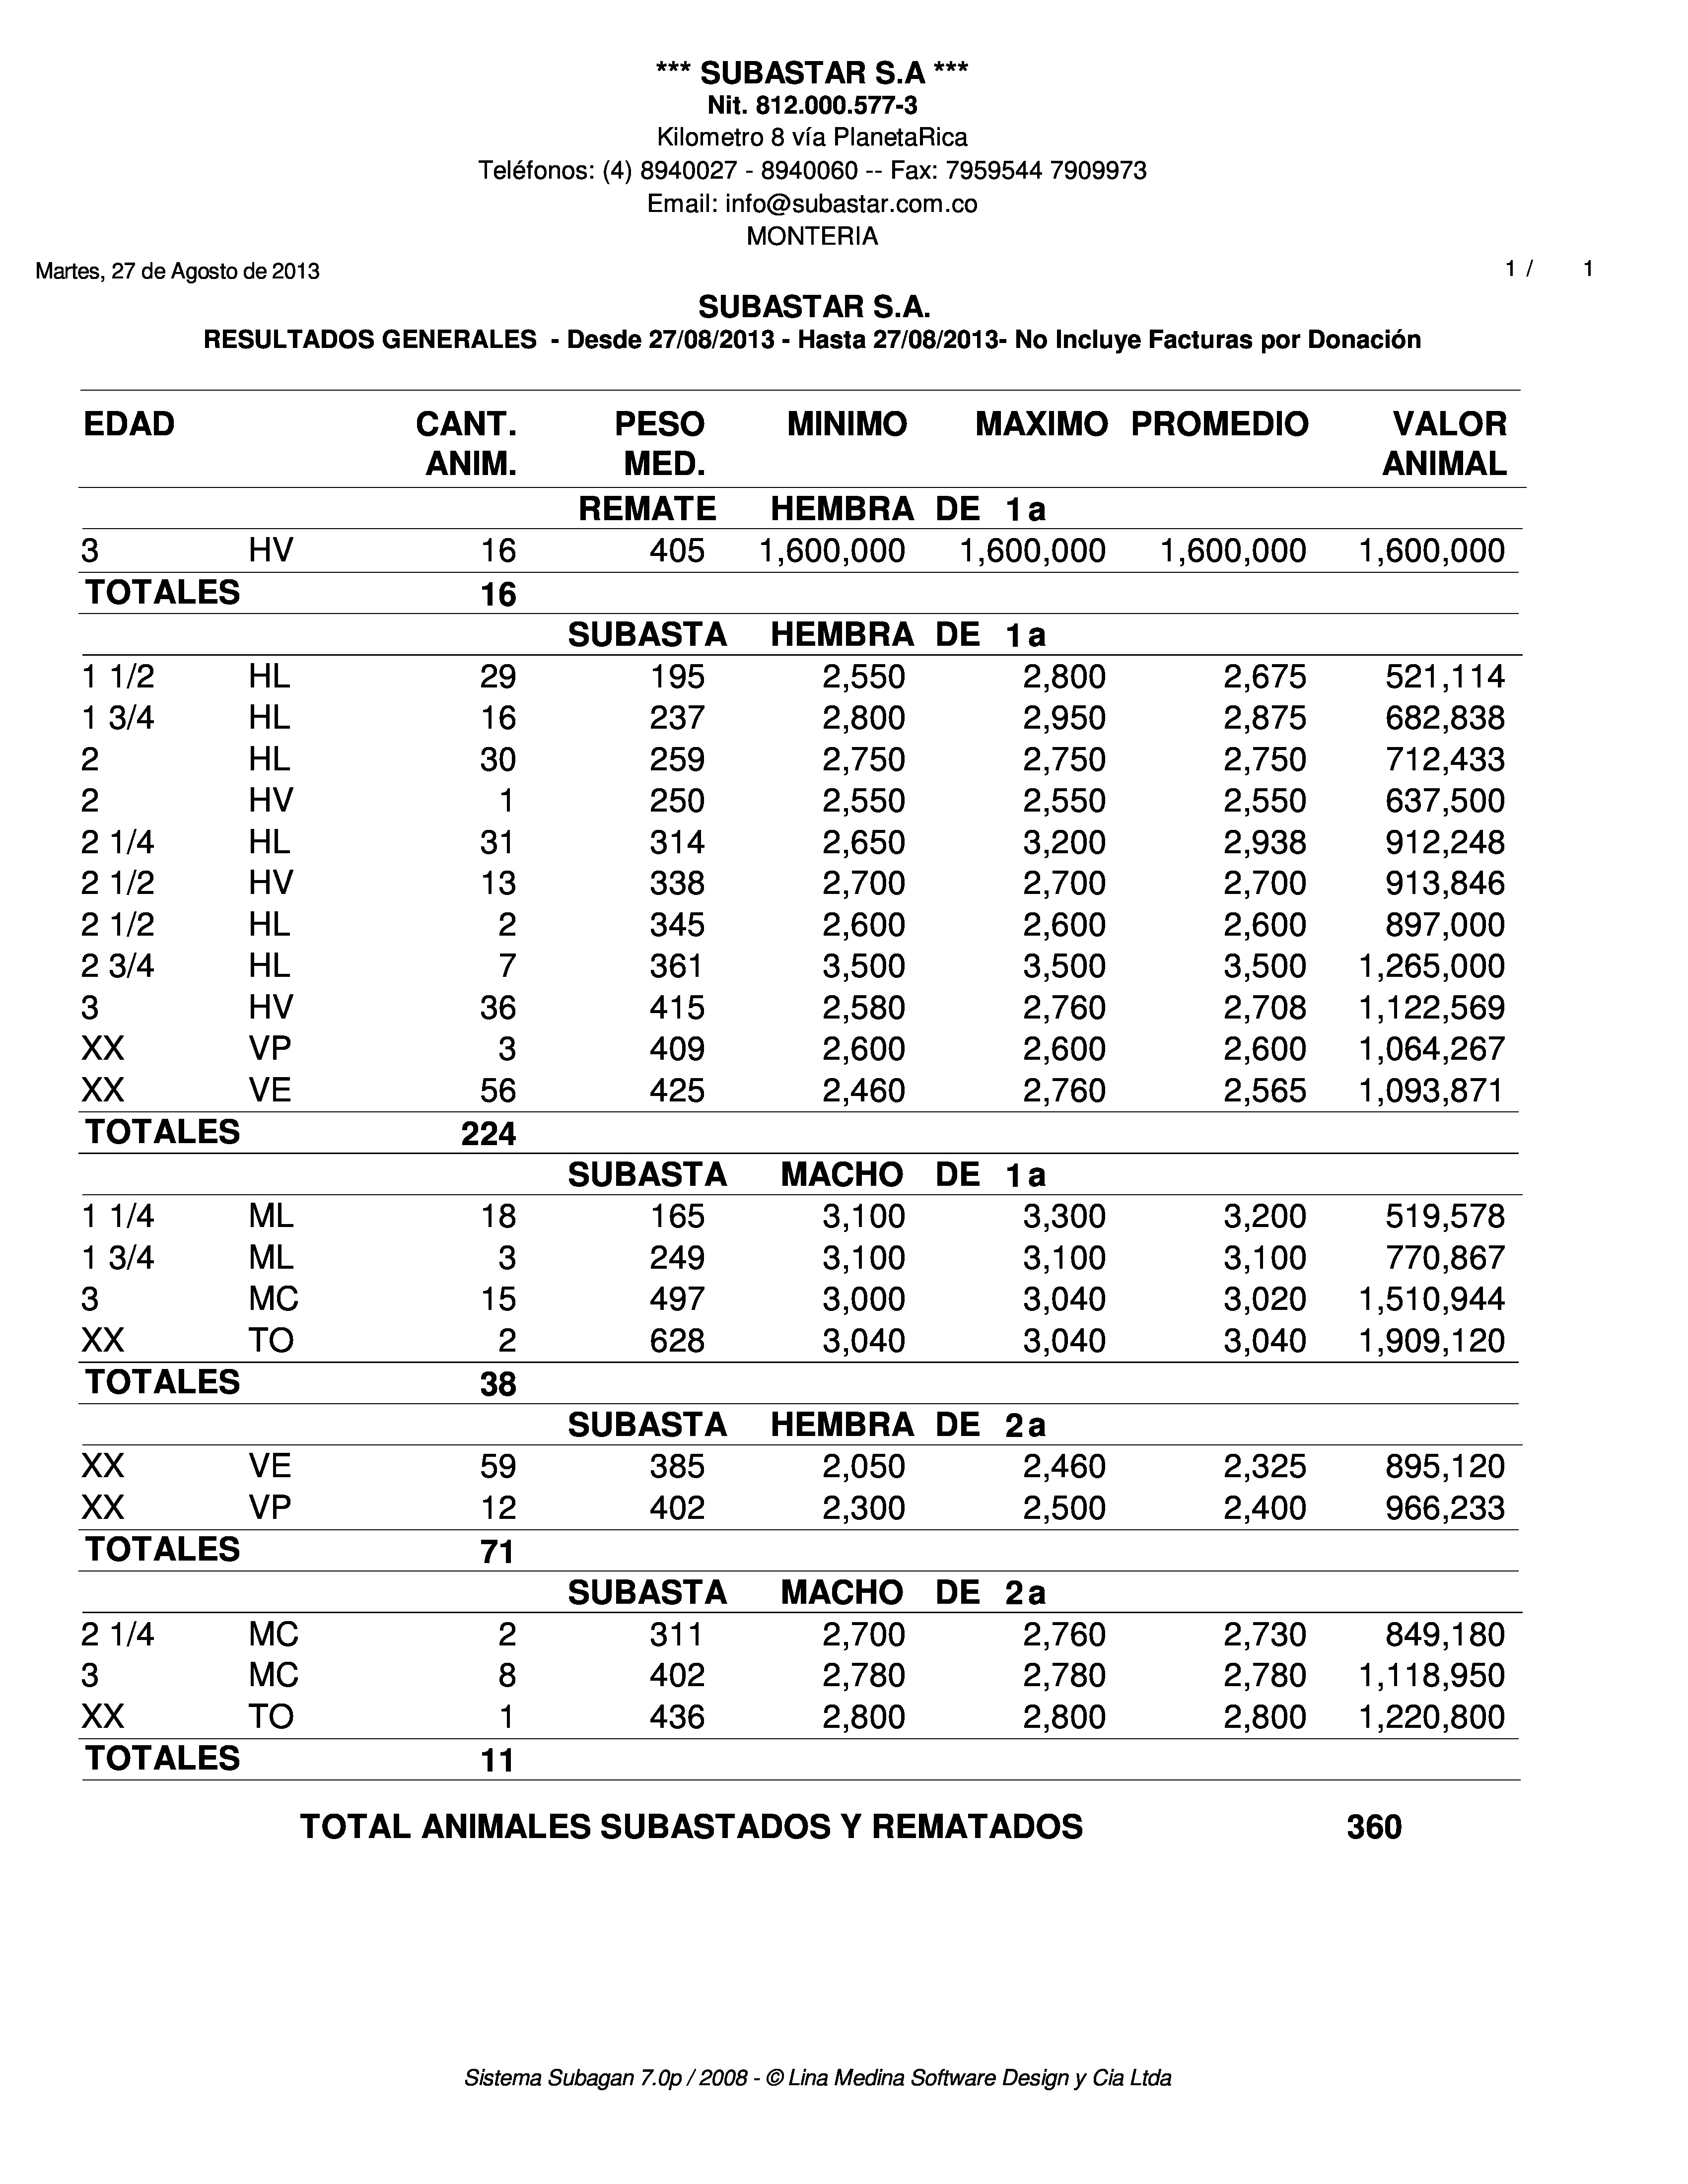 *** SUBASTAR S.A ***
Nit. 812.000.577-3
Kilometro 8 vía PlanetaRica
Teléfonos: (4) 8940027 - 8940060 -- Fax: 7959544 7909973
Email: info@subastar.com.co
MONTERIA
Martes, 27 de Agosto de 2013 1 / 1
SUBASTAR S.A.
RESULTADOS GENERALES - Desde 27/08/2013 - Hasta 27/08/2013- No Incluye Facturas por Donación
EDAD CANT. PESO MINIMO MAXIMO PROMEDIO VALOR
ANIM. MED. ANIMAL
REMATE HEMBRA DE 1a
3 HV 16 405 1,600,000 1,600,000 1,600,000 1,600,000
TOTALES 16
SUBASTA HEMBRA DE 1a
1 1/2 HL 29 195 2,550 2,800 2,675 521,114
1 3/4 HL 16 237 2,800 2,950 2,875 682,838
2 HL 30 259 2,750 2,750 2,750 712,433
2 HV 1 250 2,550 2,550 2,550 637,500
2 1/4 HL 31 314 2,650 3,200 2,938 912,248
2 1/2 HV 13 338 2,700 2,700 2,700 913,846
2 1/2 HL 2 345 2,600 2,600 2,600 897,000
2 3/4 HL 7 361 3,500 3,500 3,500 1,265,000
3 HV 36 415 2,580 2,760 2,708 1,122,569
XX VP 3 409 2,600 2,600 2,600 1,064,267
XX VE 56 425 2,460 2,760 2,565 1,093,871
TOTALES 224
SUBASTA MACHO DE 1a
1 1/4 ML 18 165 3,100 3,300 3,200 519,578
1 3/4 ML 3 249 3,100 3,100 3,100 770,867
3 MC 15 497 3,000 3,040 3,020 1,510,944
XX TO 2 628 3,040 3,040 3,040 1,909,120
TOTALES 38
SUBASTA HEMBRA DE 2a
XX VE 59 385 2,050 2,460 2,325 895,120
XX VP 12 402 2,300 2,500 2,400 966,233
TOTALES 71
SUBASTA MACHO DE 2a
2 1/4 MC 2 311 2,700 2,760 2,730 849,180
3 MC 8 402 2,780 2,780 2,780 1,118,950
XX TO 1 436 2,800 2,800 2,800 1,220,800
TOTALES 11
TOTAL ANIMALES SUBASTADOS Y REMATADOS 360
Sistema Subagan 7.0p / 2008 - © Lina Medina Software Design y Cia Ltda